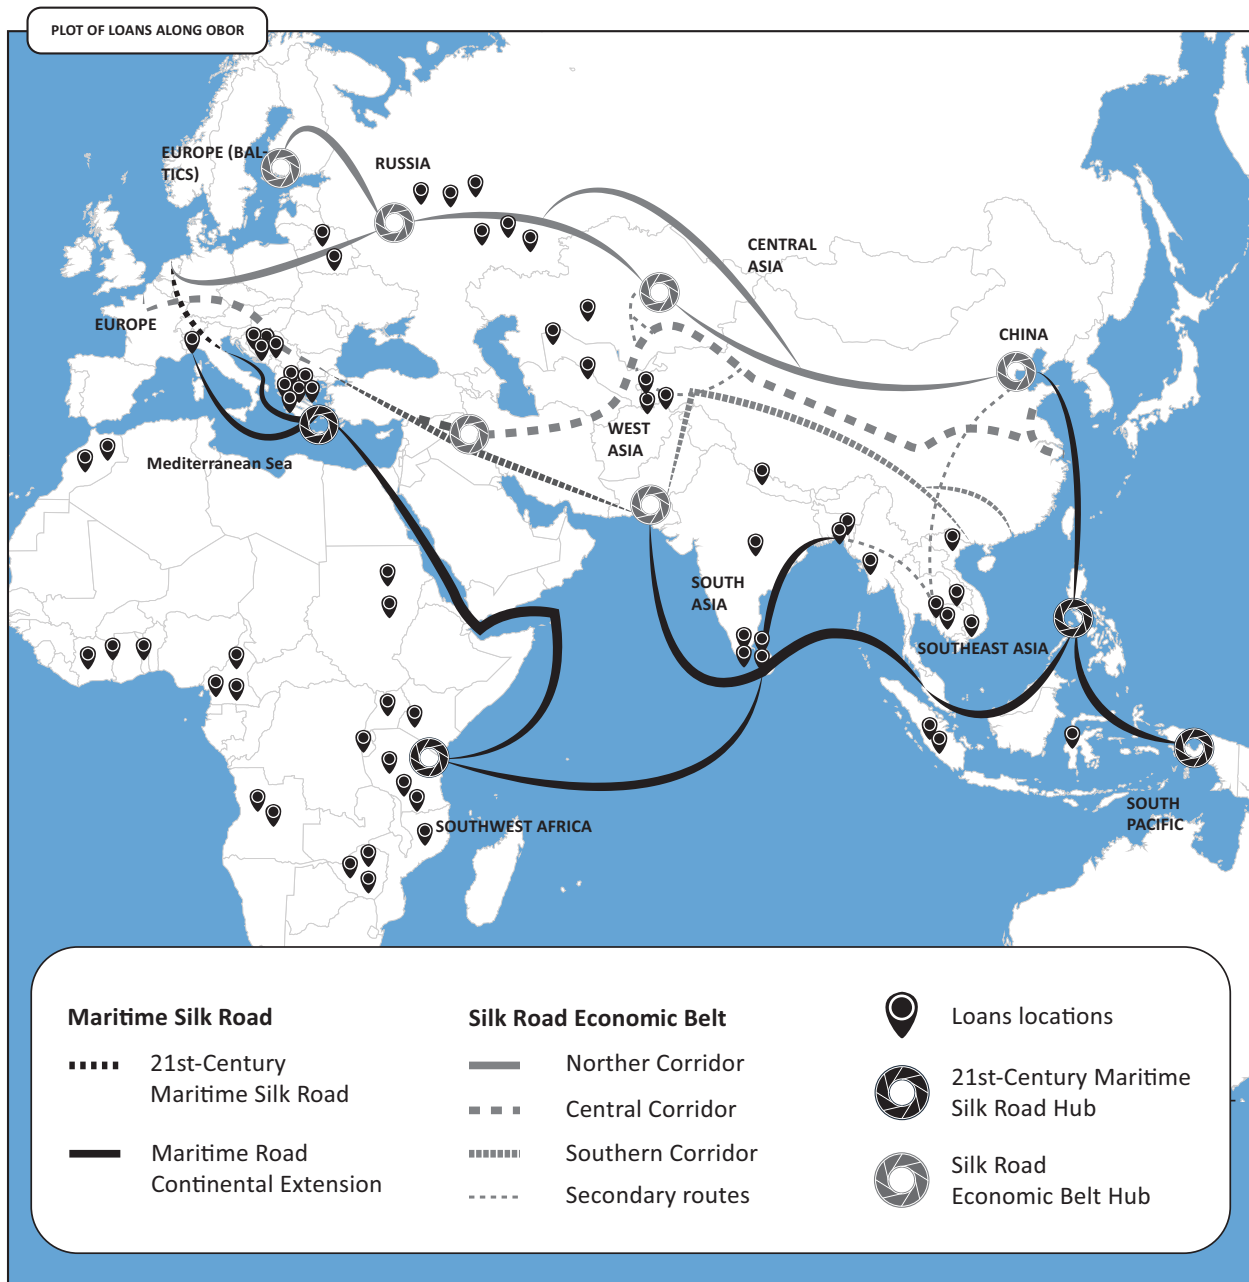 PLOT OF LOANS ALONG OBOR
EUROPE (BAL-
TICS)
RUSSIA
CENTRAL
ASIA
EUROPE
CHINA
WEST
ASIA
Mediterranean Sea
SOUTH
ASIA
SOUTHEAST ASIA
SOUTH
PACIFIC
SOUTHWEST AFRICA
Maritime Silk Road
21st-Century
Maritime Silk Road
Maritime Road
Continental Extension
Silk Road Economic Belt
Norther Corridor
Central Corridor
Southern Corridor
Secondary routes
Loans locations
21st-Century Maritime
Silk Road Hub
Silk Road
Economic Belt Hub